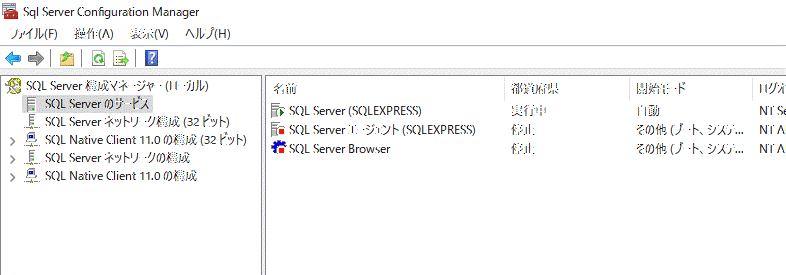 Sql Server Configuration Manager
ファイル(F) 操作(A) 表示(V) ヘルプ(H)
SQL Server 構成マネージャー (ローカル)
SQL Server のサービス
SQL Server ネットワーク構成 (32 ビット)
SQL Native Client 11.0 の構成 (32 ビット)
SQL Server ネットワークの構成
SQL Native Client 11.0 の構成
名前 都道府県 開始モード ログオ
SQL Server (SQLEXPRESS) 実行中 自動 NT Se
SQL Server エージェント (SQLEXPRESS) 停止 その他 (ブート、システ... NT A
SQL Server Browser 停止 その他 (ブート、システ... NT A